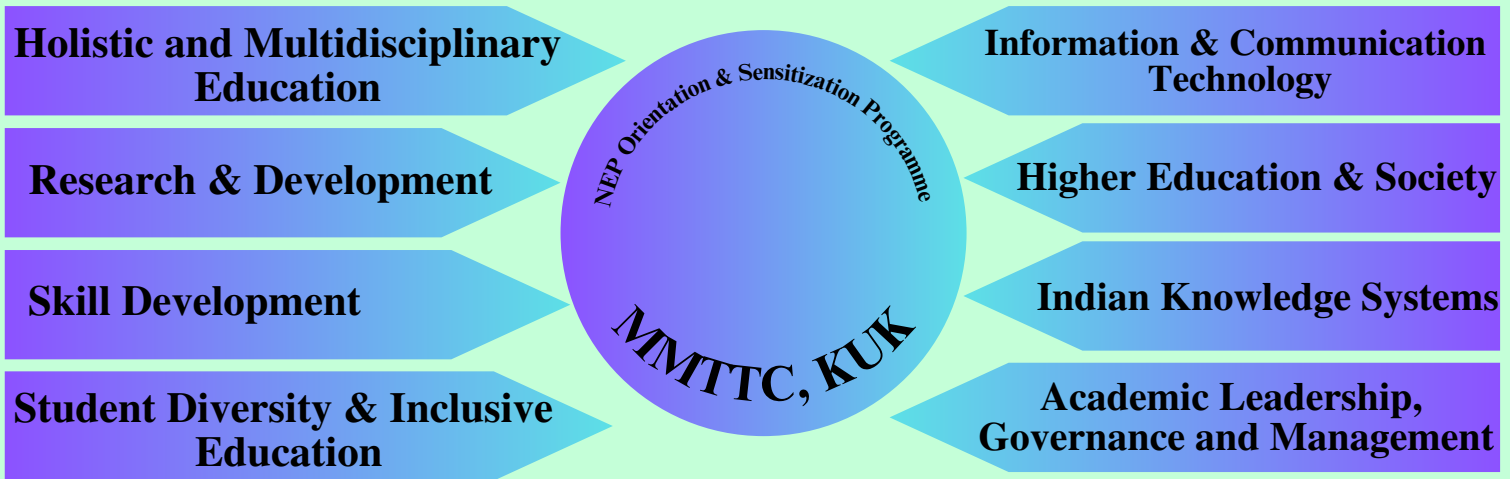 Holistic and Multidisciplinary
Education
Research & Development
Skill Development
Student Diversity & Inclusive
Education
NEP Orientation & Sensitization Programme
MMTTC, KUK
Information & Communication
Technology
Higher Education & Society
Indian Knowledge Systems
Academic Leadership,
Governance and Management